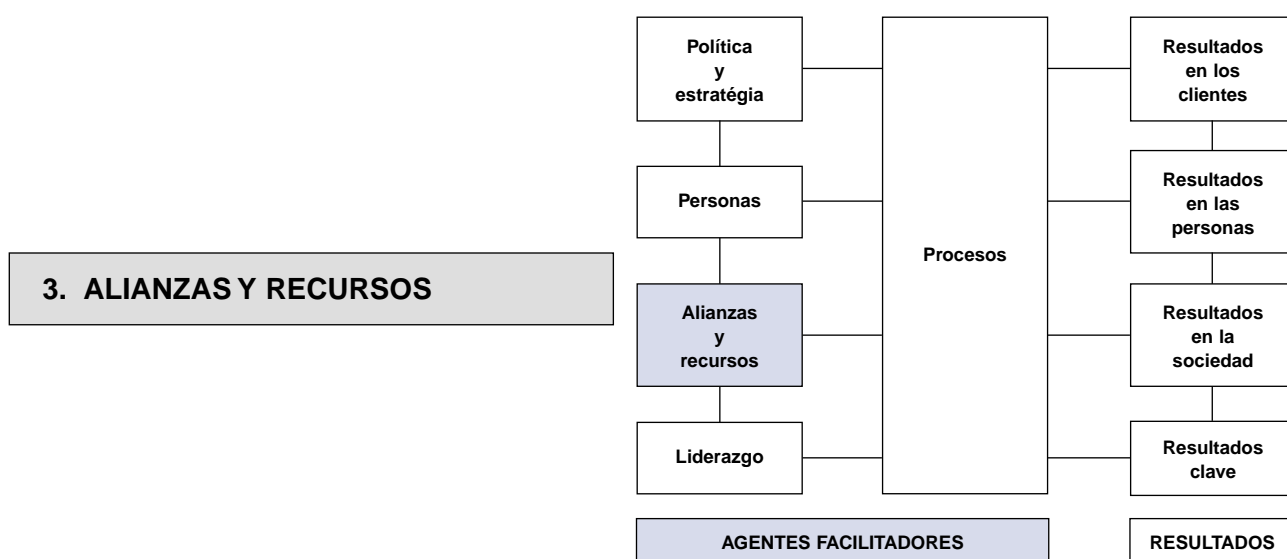 3. ALIANZAS Y RECURSOS
Política
y
estratégia
Personas
Alianzas
y
recursos
Liderazgo
Procesos
Resultados
en los
clientes
Resultados
en las
personas
Resultados
en la
sociedad
Resultados
clave
AGENTES FACILITADORES
RESULTADOS